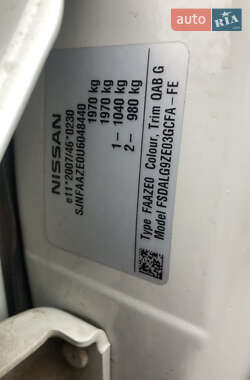 auto RIA
NISSAN
e11*2007/46*0230
SJNFAAZE0U6048440
1970 kg
1970 kg
1- 1040 kg
2- 980 kg
Type FAAZE0 Colour, Trim QAB G
Model FSDALG9ZE03GCFA-FE